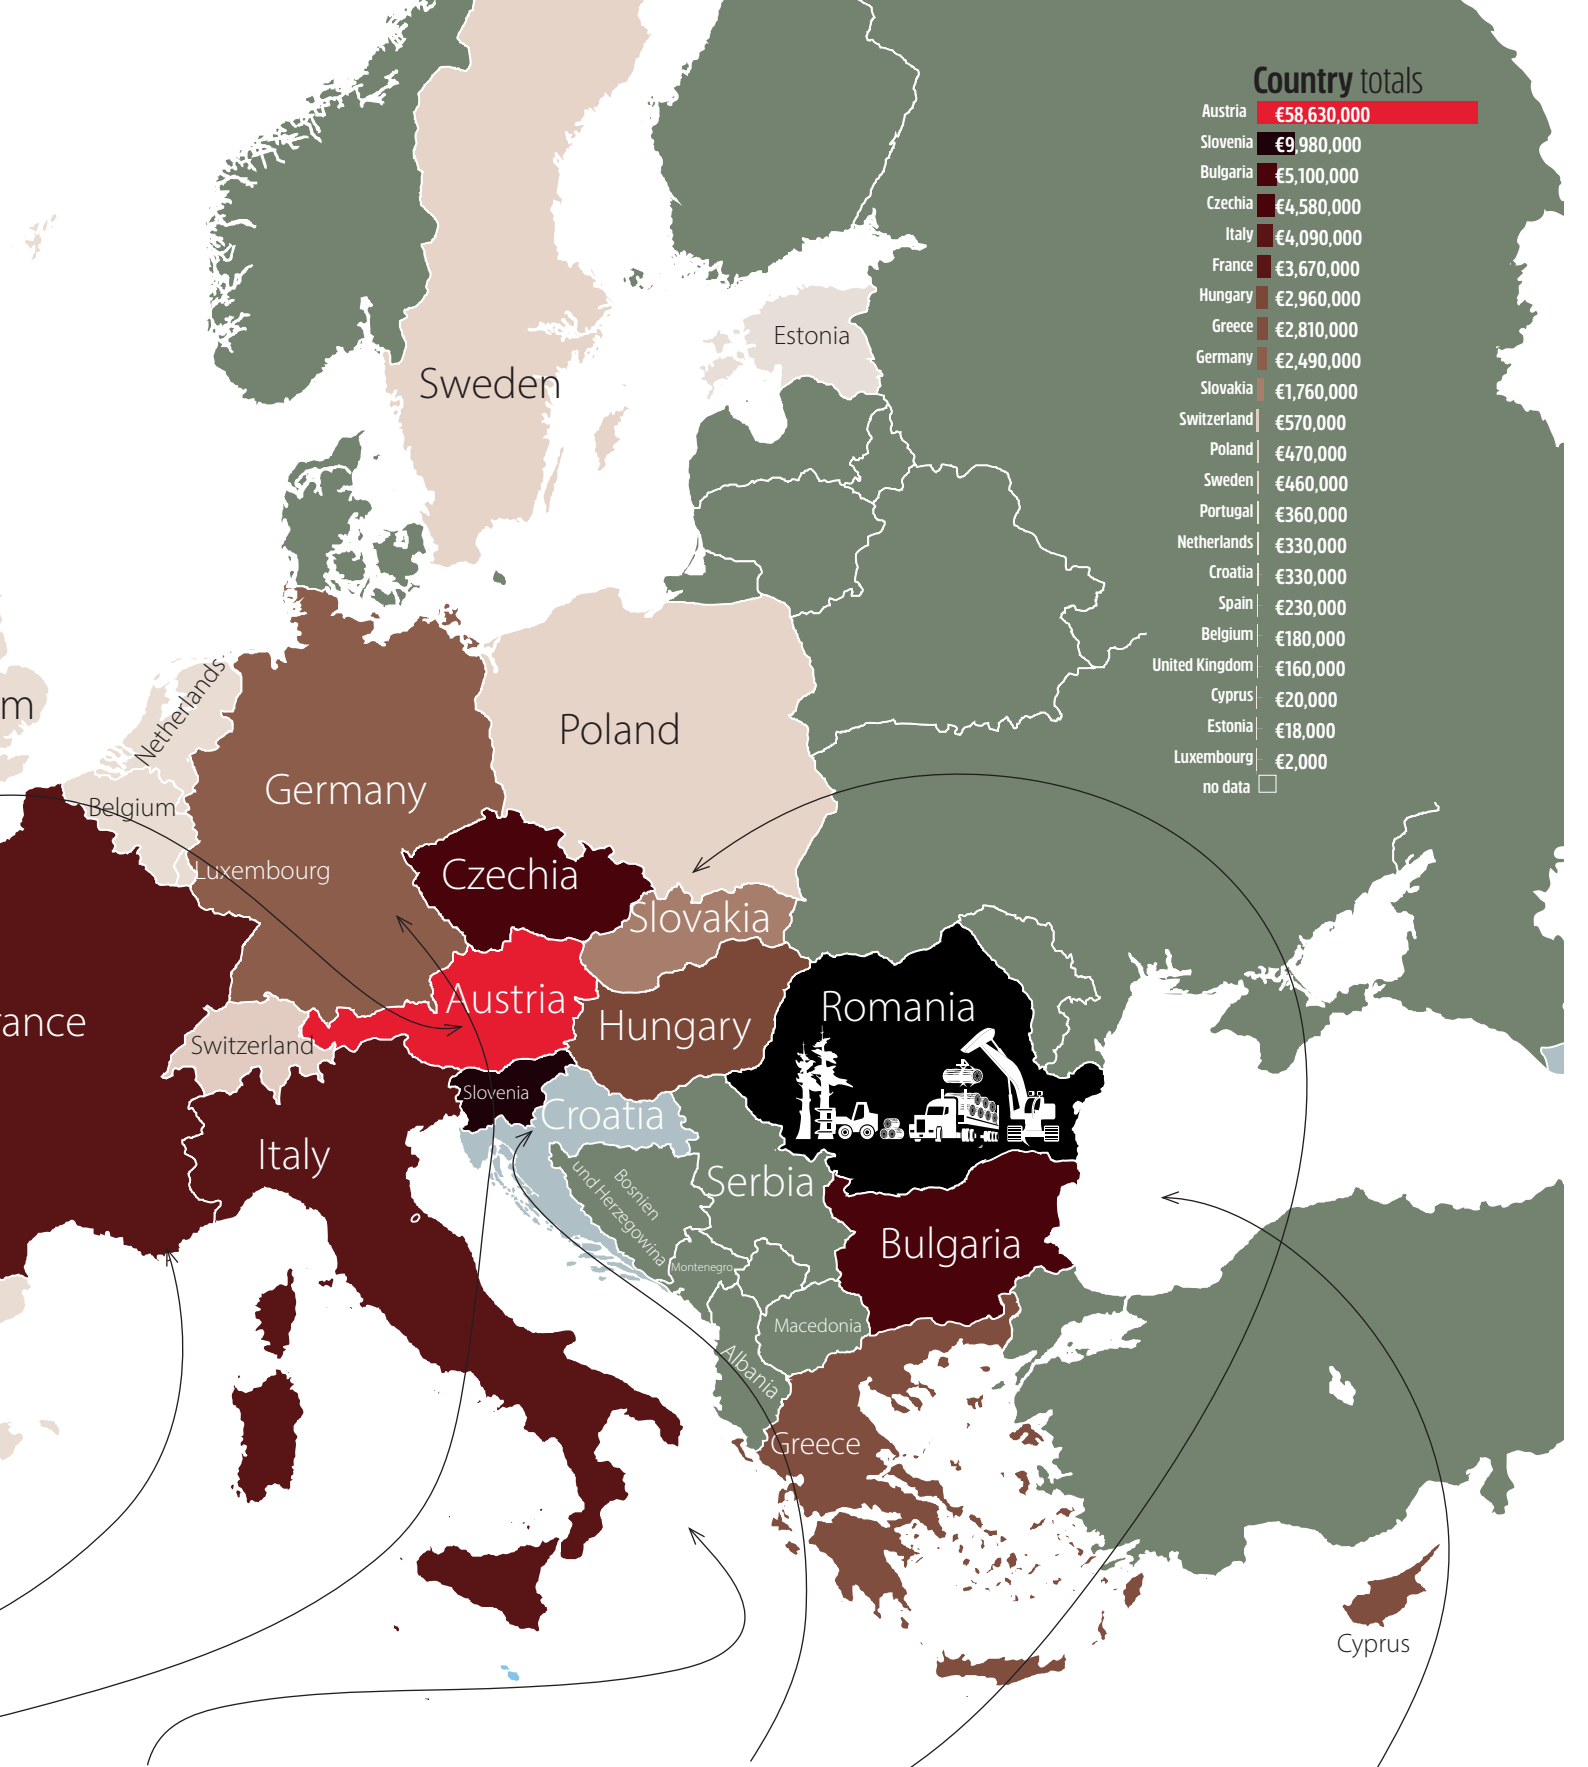 Country totals
Austria €58,630,000
Slovenia €9,980,000
Bulgaria €5,100,000
Czechia €4,580,000
Italy €4,090,000
France €3,670,000
Hungary €2,960,000
Greece €2,810,000
Germany €2,490,000
Slovakia €1,760,000
Switzerland €570,000
Poland €470,000
Sweden €460,000
Portugal €360,000
Netherlands €330,000
Croatia €330,000
Spain €230,000
Belgium €180,000
United Kingdom €160,000
Cyprus €20,000
Estonia €18,000
Luxembourg €2,000
no data
Estonia
Sweden
m
Netherlands
Poland
Germany
Belgium
Luxembourg
Czechia
Slovakia
Austria
Romania
rance
Hungary
Switzerland
Slovenia
Croatia
Italy
Serbia
Bosnien
und Herzegowina
Bulgaria
Montenegro
Macedonia
Albania
Greece
Cyprus